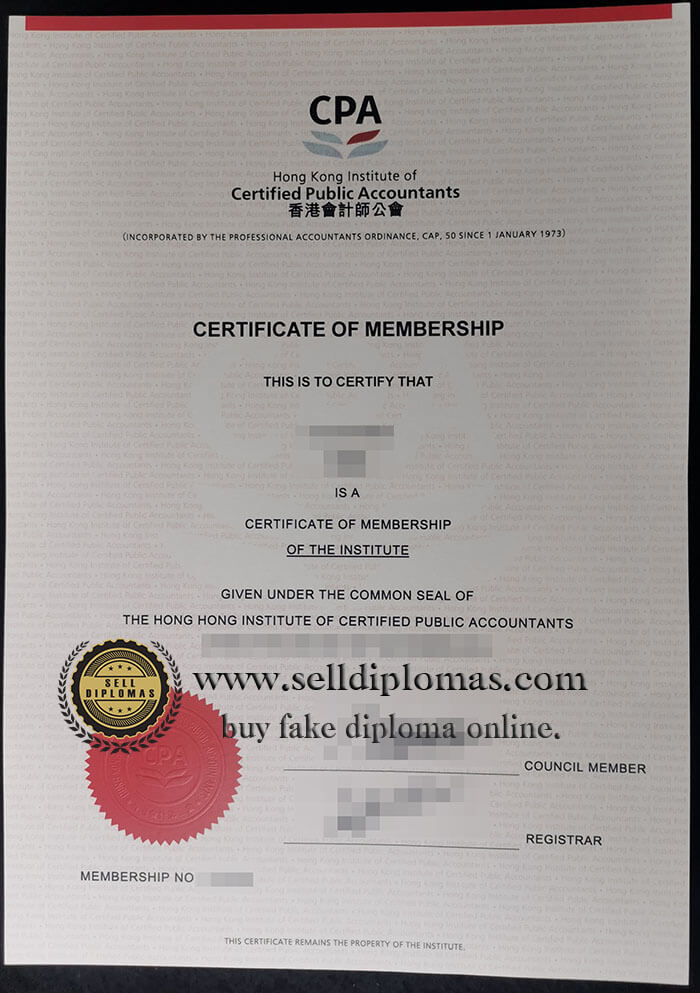 CPA
Hong Kong Institute of
Certified Public Accountants
香港會計師公會
(INCORPORATED BY THE PROFESSIONAL ACCOUNTANTS ORDINANCE, CAP, 50 SINCE 1 JANUARY 1973)
CERTIFICATE OF MEMBERSHIP
THIS IS TO CERTIFY THAT
IS A
CERTIFICATE OF MEMBERSHIP
OF THE INSTITUTE
GIVEN UNDER THE COMMON SEAL OF
THE HONG HONG INSTITUTE OF CERTIFIED PUBLIC ACCOUNTANTS
SELL
DIPLOMAS
www.selldiplomas.com
buy fake diploma online.
CPA
COUNCIL MEMBER
REGISTRAR
MEMBERSHIP NO
THIS CERTIFICATE REMAINS THE PROPERTY OF THE INSTITUTE.